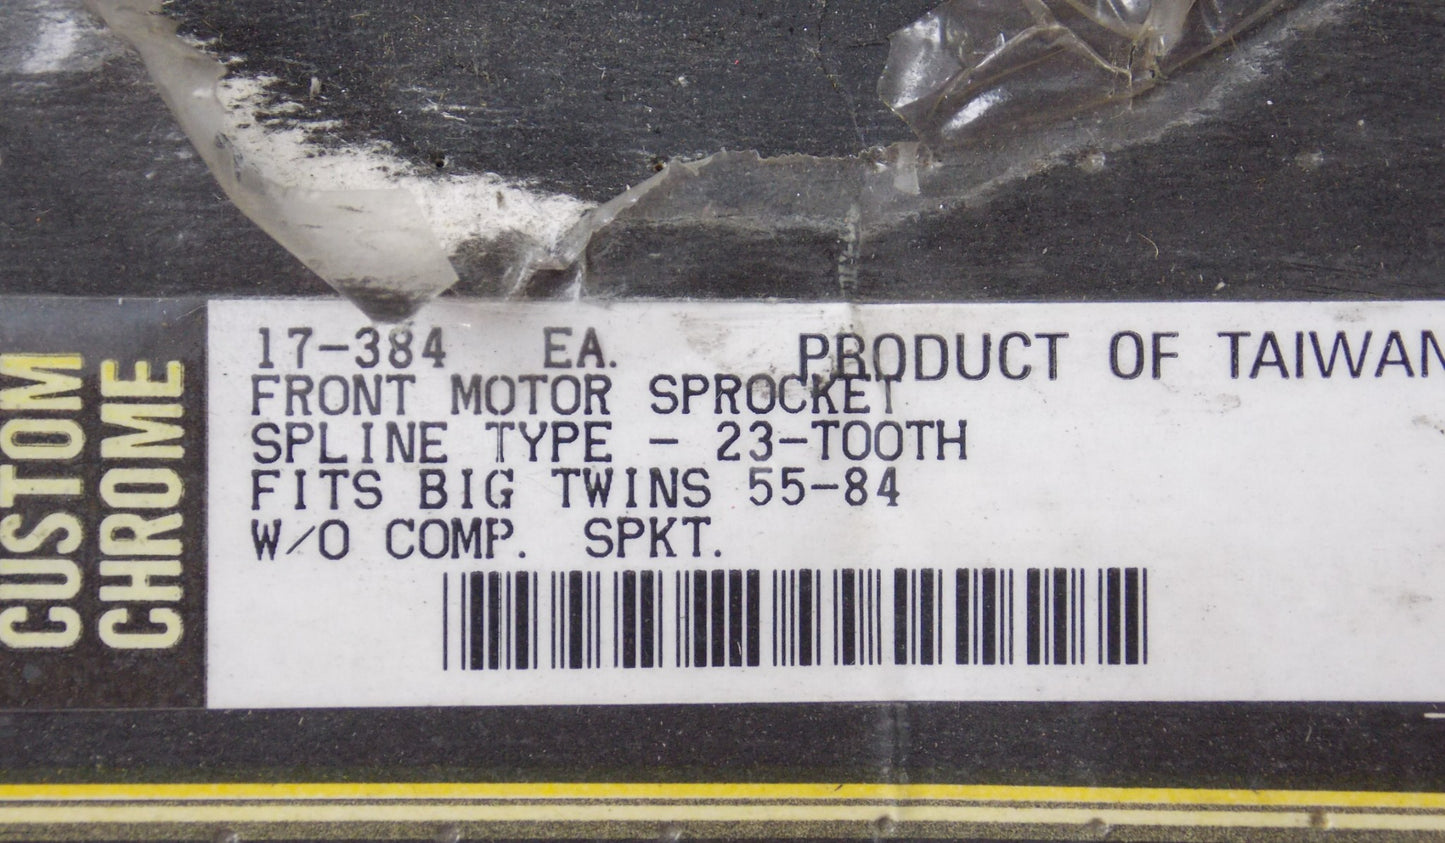 CUSTOM
CHROME
17-384 EA. PRODUCT OF TAIWAN
FRONT MOTOR SPROCKET
SPLINE TYPE - 23-TOOTH
FITS BIG TWINS 55-84
W/O COMP. SPKT.